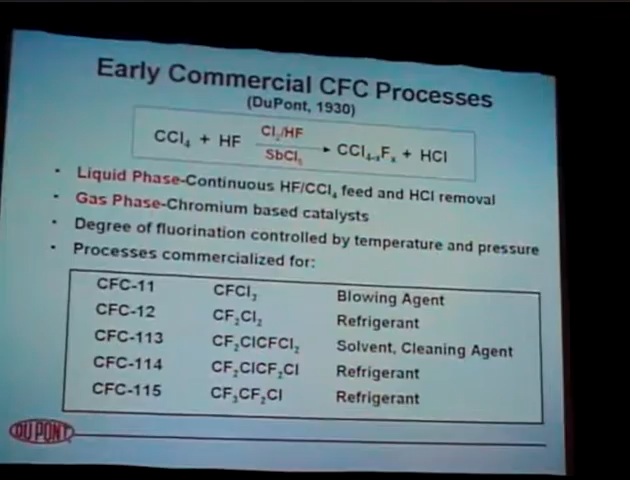 Early Commercial CFC Processes
(DuPont, 1930)
CCl₄ + HF Cl₂/HF SbCl₅ → CCl₄₋ₓFₓ + HCl
• Liquid Phase-Continuous HF/CCl₄ feed and HCl removal
• Gas Phase-Chromium based catalysts
• Degree of fluorination controlled by temperature and pressure
• Processes commercialized for:
CFC-11 CFCl₃ Blowing Agent
CFC-12 CF₂Cl₂ Refrigerant
CFC-113 CF₂ClCFCl₂ Solvent, Cleaning Agent
CFC-114 CF₂ClCF₂Cl Refrigerant
CFC-115 CF₃CF₂Cl Refrigerant
DU PONT